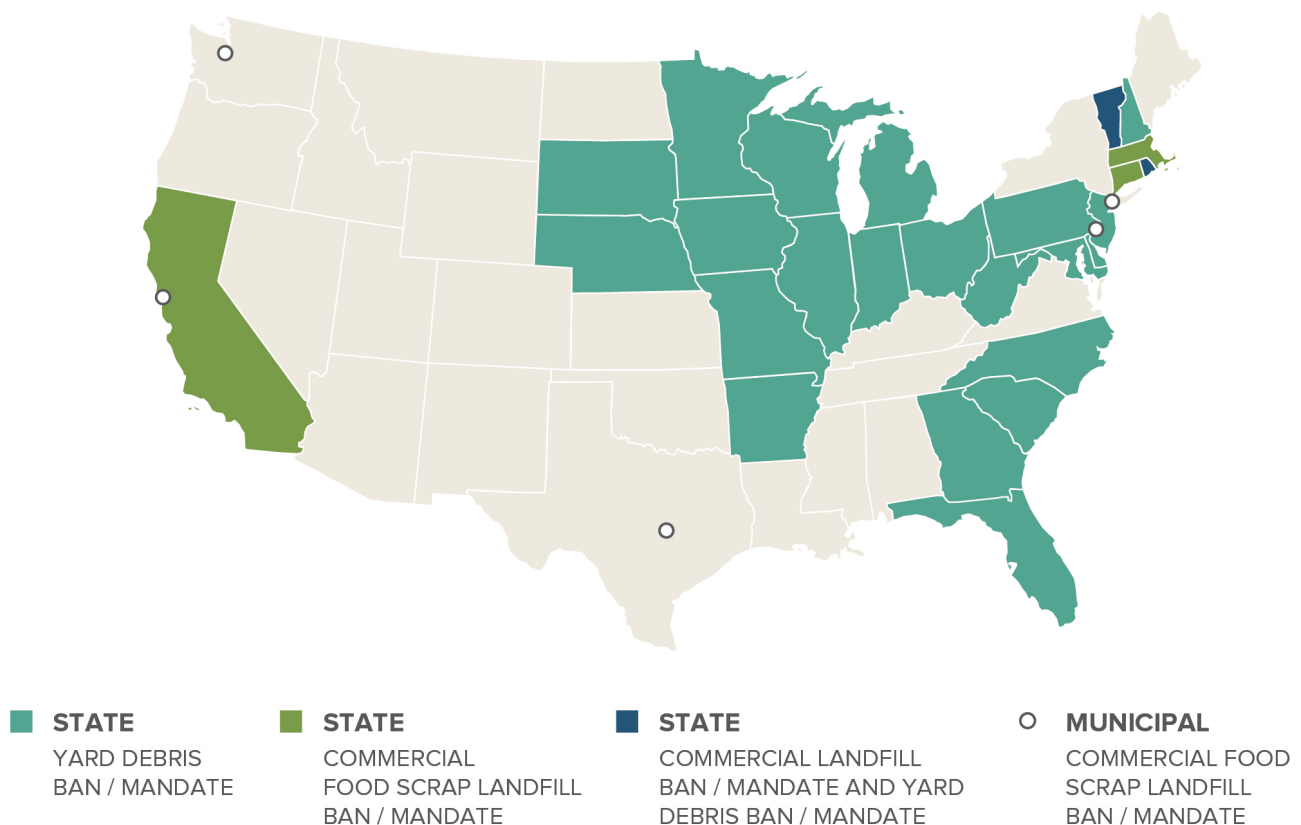 STATE
YARD DEBRIS
BAN / MANDATE
STATE
COMMERCIAL
FOOD SCRAP LANDFILL
BAN / MANDATE
STATE
COMMERCIAL LANDFILL
BAN / MANDATE AND YARD
DEBRIS BAN / MANDATE
MUNICIPAL
COMMERCIAL FOOD
SCRAP LANDFILL
BAN / MANDATE